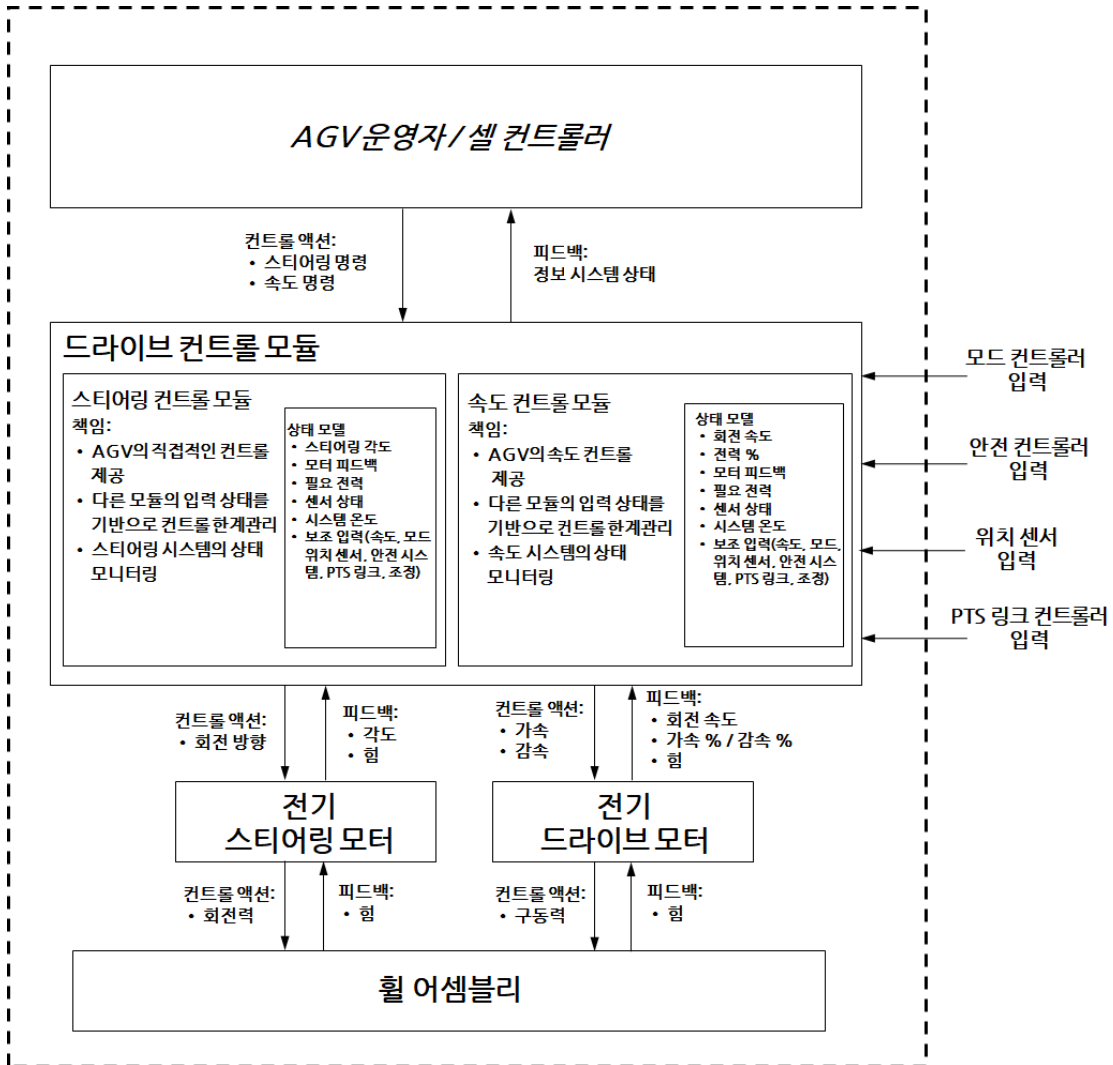 AGV 운영자 / 셀 컨트롤러
컨트롤 액션:
• 스티어링 명령
• 속도 명령
피드백:
정보 시스템 상태
드라이브 컨트롤 모듈
스티어링 컨트롤 모듈
책임:
• AGV의 직접적인 컨트롤
제공
• 다른 모듈의 입력 상태를
기반으로 컨트롤 한계관리
• 스티어링 시스템의 상태
모니터링
상태 모델
• 스티어링 각도
• 모터 피드백
• 필요 전력
• 센서 상태
• 시스템 온도
• 보조 입력(속도, 모드
위치 센서, 안전 시스
템, PTS 링크, 조정)
속도 컨트롤 모듈
책임:
• AGV의 속도 컨트롤
제공
• 다른 모듈의 입력 상태를
기반으로 컨트롤 한계관리
• 속도 시스템의 상태
모니터링
상태 모델
• 회전 속도
• 전력 %
• 모터 피드백
• 필요 전력
• 센서 상태
• 시스템 온도
• 보조 입력(속도, 모드,
위치 센서, 안전 시스
템, PTS 링크, 조정)
모드 컨트롤러
입력
안전 컨트롤러
입력
위치 센서
입력
PTS 링크 컨트롤러
입력
컨트롤 액션:
• 회전 방향
피드백:
• 각도
• 힘
컨트롤 액션:
• 가속
• 감속
피드백:
• 회전 속도
• 가속 % / 감속 %
• 힘
전기
스티어링 모터
전기
드라이브 모터
컨트롤 액션:
• 회전력
피드백:
• 힘
컨트롤 액션:
• 구동력
피드백:
• 힘
휠 어셈블리